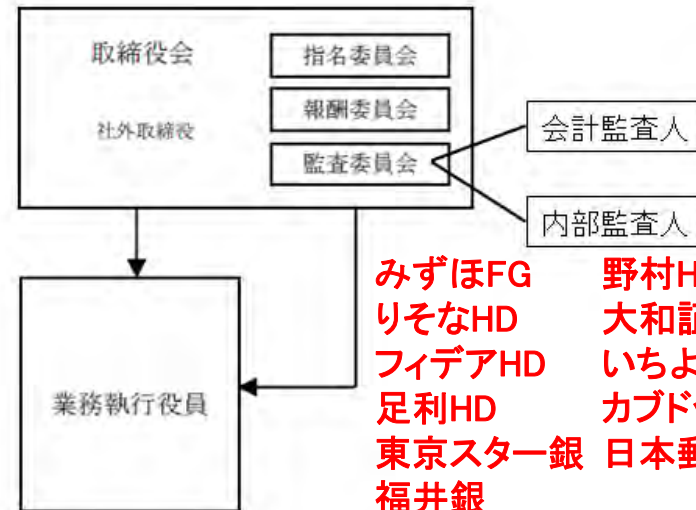 取締役会
社外取締役
指名委員会
報酬委員会
監査委員会
会計監査人
内部監査人
業務執行役員
みずほFG 野村H
りそなHD 大和
フィデアHD いちよ
足利HD カブド
東京スター銀 日本
福井銀